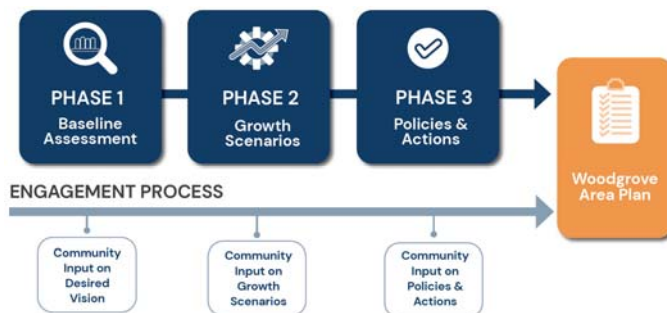 PHASE 1
Baseline
Assessment
PHASE 2
Growth
Scenarios
PHASE 3
Policies &
Actions
Woodgrove
Area Plan
ENGAGEMENT PROCESS
Community
Input on
Desired
Vision
Community
Input on
Growth
Scenarios
Community
Input on
Policies &
Actions